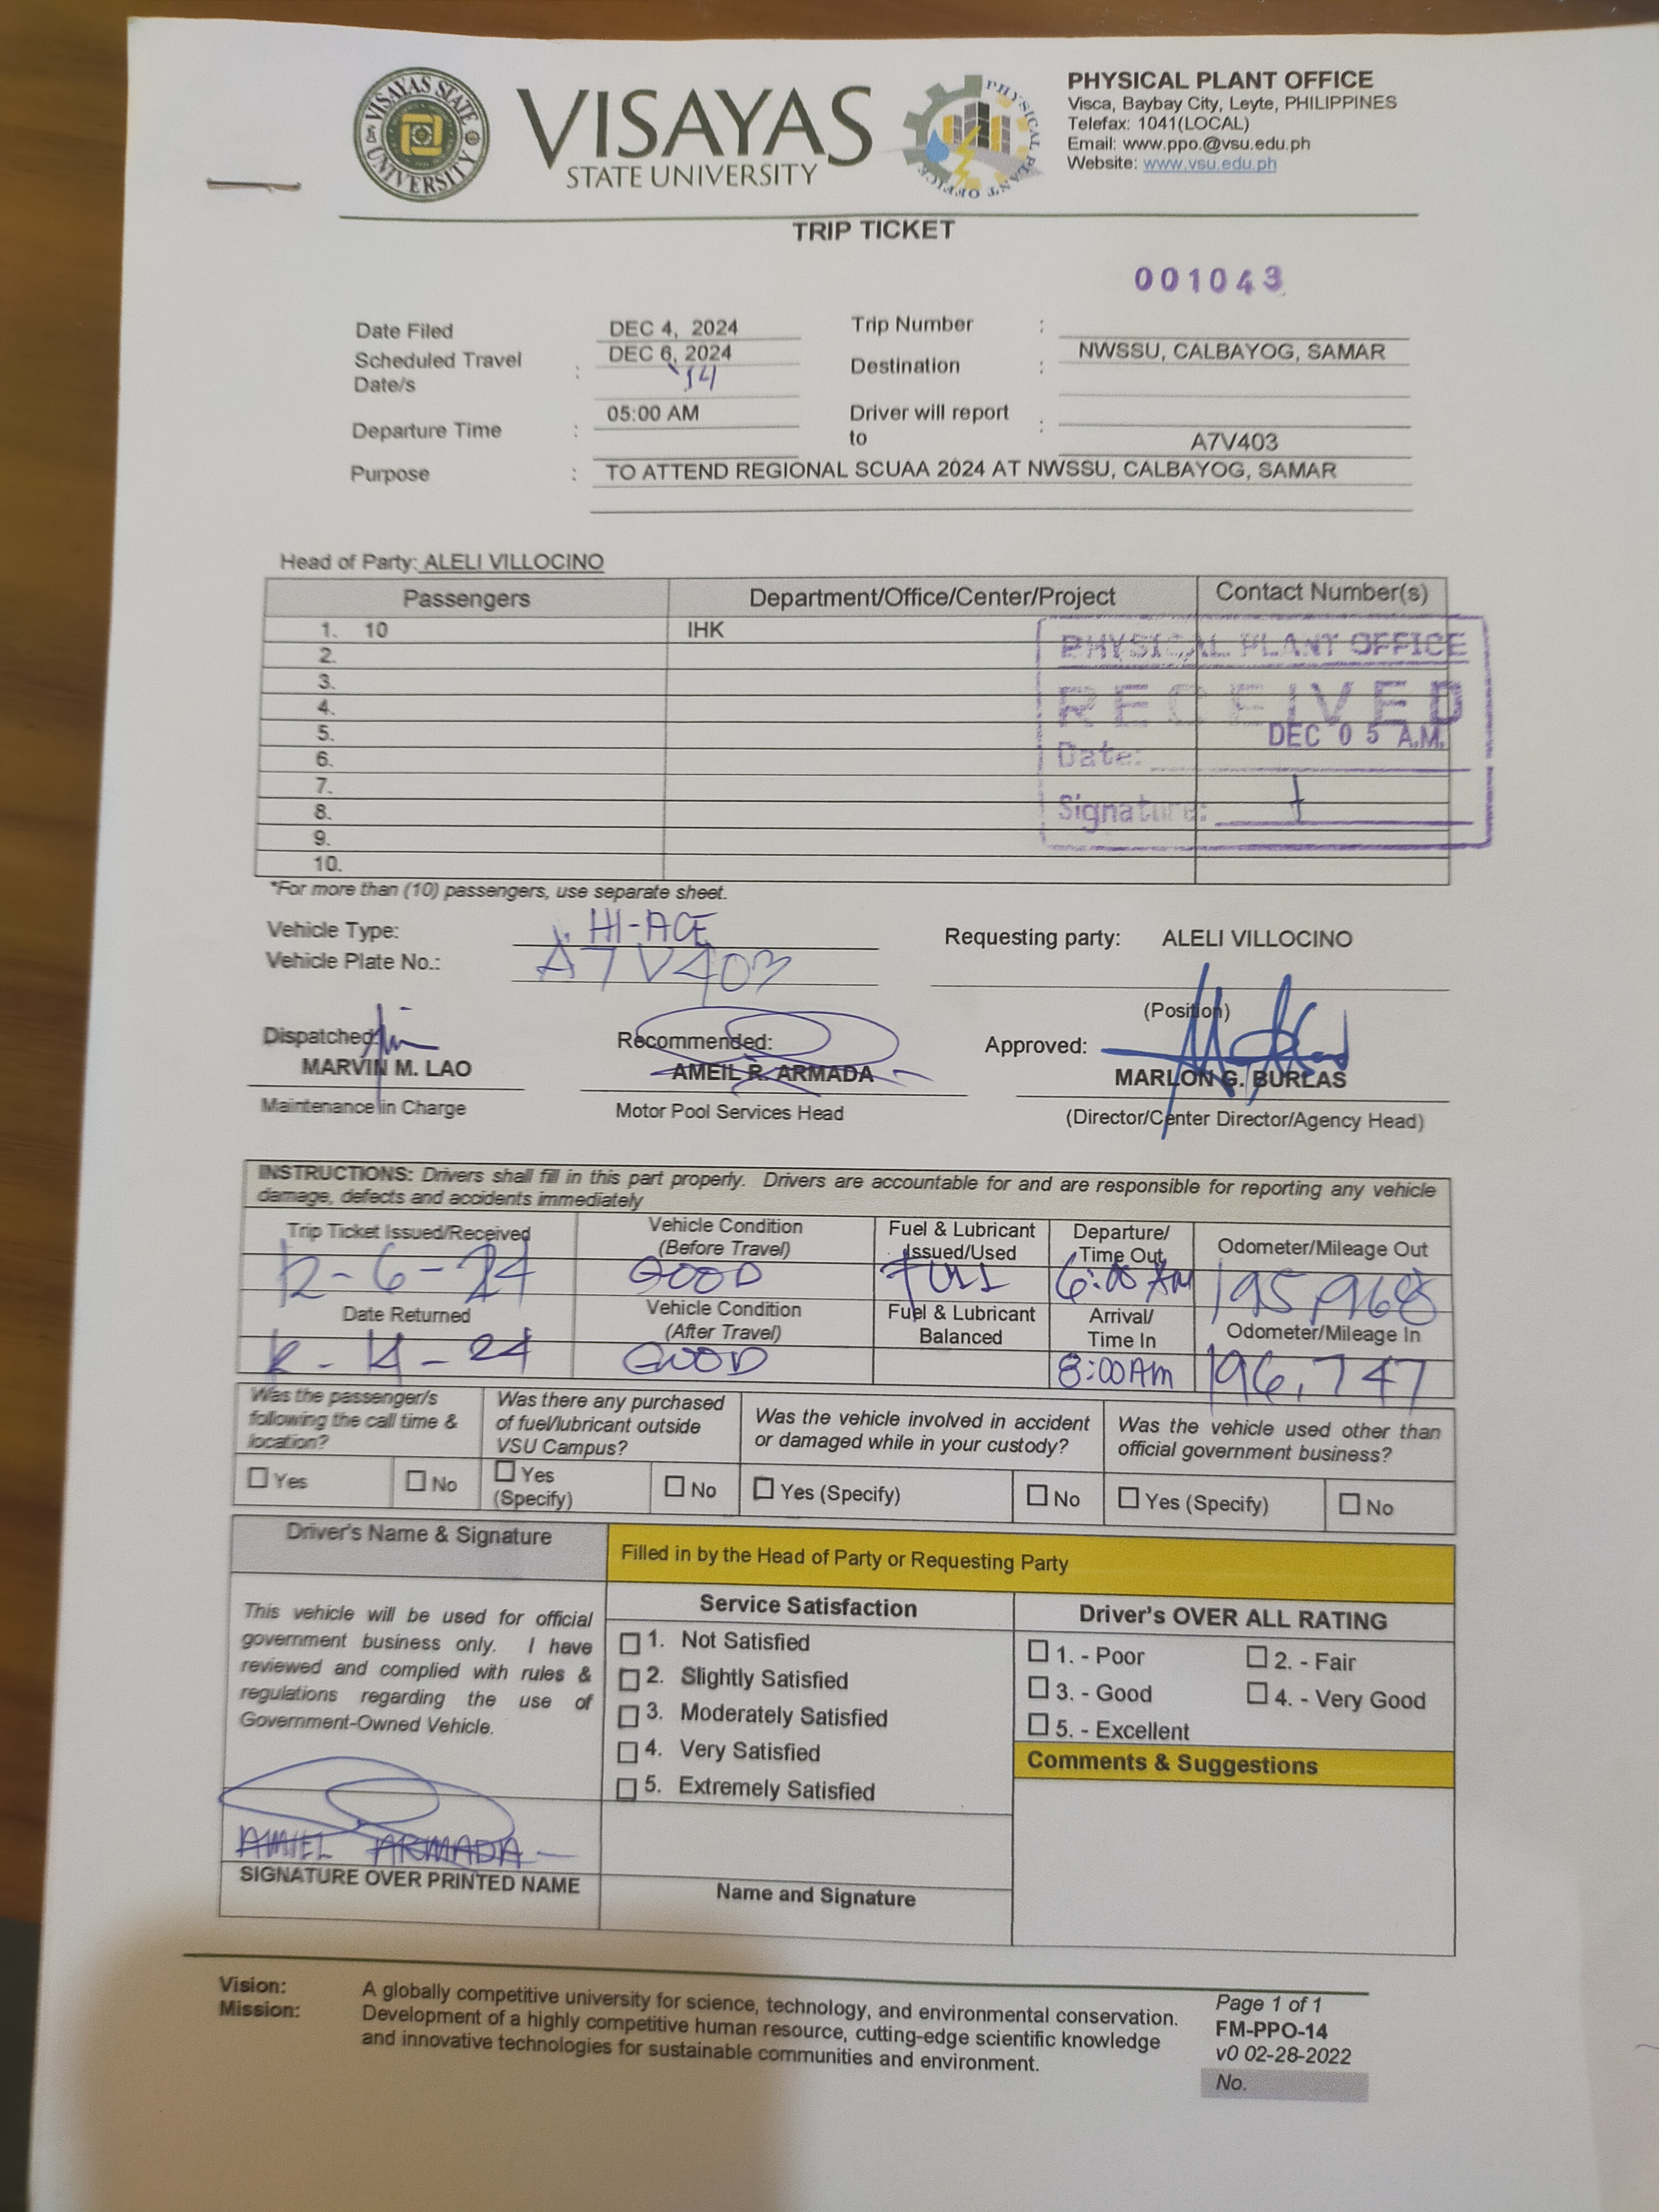 VISAYAS STATE UNIVERSITY
VISAYAS
STATE UNIVERSITY
PHYSICAL PLANT OFFICE
PHYSICAL PLANT OFFICE
Visca, Baybay City, Leyte, PHILIPPINES
Telefax: 1041(LOCAL)
Email: www.ppo.@vsu.edu.ph
Website: www.vsu.edu.ph
TRIP TICKET
001043
Date Filed DEC 4, 2024 Trip Number :
Scheduled Travel Date/s : DEC 6, 2024 Destination : NWSSU, CALBAYOG, SAMAR
14
Departure Time : 05:00 AM Driver will report to : A7V403
Purpose : TO ATTEND REGIONAL SCUAA 2024 AT NWSSU, CALBAYOG, SAMAR
Head of Party: ALELI VILLOCINO
Passengers Department/Office/Center/Project Contact Number(s)
1. 10 IHK
2.
3.
4.
5.
6.
7.
8.
9.
10.
PHYSICAL PLANT OFFICE
RECEIVED
DEC 05 A.M.
Date:
Signature:
*For more than (10) passengers, use separate sheet.
Vehicle Type: HI-ACE Requesting party: ALELI VILLOCINO
Vehicle Plate No.: A7V403
(Position)
Dispatched: Recommended: Approved:
MARVIN M. LAO AMEIL R. ARMADA MARLON G. BURLAS
Maintenance in Charge Motor Pool Services Head (Director/Center Director/Agency Head)
INSTRUCTIONS: Drivers shall fill in this part properly. Drivers are accountable for and are responsible for reporting any vehicle
damage, defects and accidents immediately
Trip Ticket Issued/Received Vehicle Condition (Before Travel) Fuel & Lubricant Issued/Used Departure/ Time Out Odometer/Mileage Out
12-6-24 GOOD FULL 6:00 AM 195,968
Date Returned Vehicle Condition (After Travel) Fuel & Lubricant Balanced Arrival/ Time In Odometer/Mileage In
12-14-24 GOOD 8:00AM 196,747
Was the passenger/s following the call time & location? Was there any purchased of fuel/lubricant outside VSU Campus? Was the vehicle involved in accident or damaged while in your custody? Was the vehicle used other than official government business?
Yes No Yes (Specify) No Yes (Specify) No Yes (Specify) No
Driver's Name & Signature
Filled in by the Head of Party or Requesting Party
This vehicle will be used for official
government business only. I have
reviewed and complied with rules &
regulations regarding the use of
Government-Owned Vehicle.
AMIEL ARMADA
SIGNATURE OVER PRINTED NAME
Service Satisfaction
1. Not Satisfied
2. Slightly Satisfied
3. Moderately Satisfied
4. Very Satisfied
5. Extremely Satisfied
Name and Signature
Driver's OVER ALL RATING
1. - Poor 2. - Fair
3. - Good 4. - Very Good
5. - Excellent
Comments & Suggestions
Vision: A globally competitive university for science, technology, and environmental conservation.
Mission: Development of a highly competitive human resource, cutting-edge scientific knowledge
and innovative technologies for sustainable communities and environment.
Page 1 of 1
FM-PPO-14
v0 02-28-2022
No.